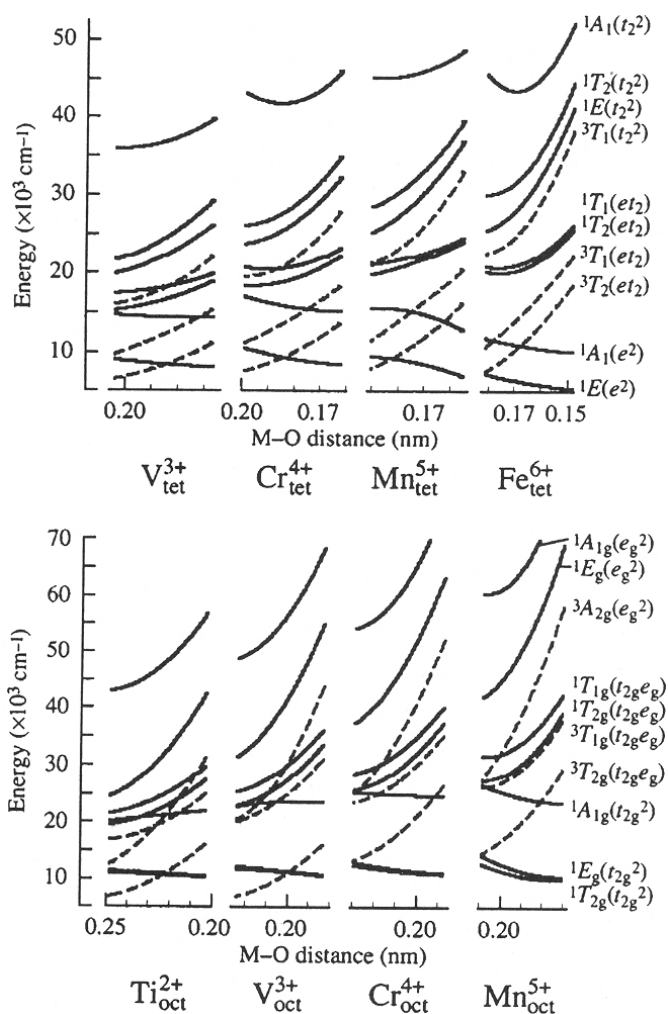 50
40
30
20
10
Energy (×10³ cm⁻¹)
¹A₁(t₂²)
¹T₂(t₂²)
¹E(t₂²)
³T₁(t₂²)
¹T₁(et₂)
¹T₂(et₂)
³T₁(et₂)
³T₂(et₂)
¹A₁(e²)
¹E(e²)
0.20 0.20 0.17 0.17 0.17 0.15
M–O distance (nm)
V³⁺tet Cr⁴⁺tet Mn⁵⁺tet Fe⁶⁺tet
70
60
50
40
30
20
10
Energy (×10³ cm⁻¹)
¹A₁g(eg²)
¹Eg(eg²)
³A₂g(eg²)
¹T₁g(t₂geg)
¹T₂g(t₂geg)
³T₁g(t₂geg)
³T₂g(t₂geg)
¹A₁g(t₂g²)
¹Eg(t₂g²)
¹T₂g(t₂g²)
0.25 0.20 0.20 0.20 0.20
M–O distance (nm)
Ti²⁺oct V³⁺oct Cr⁴⁺oct Mn⁵⁺oct